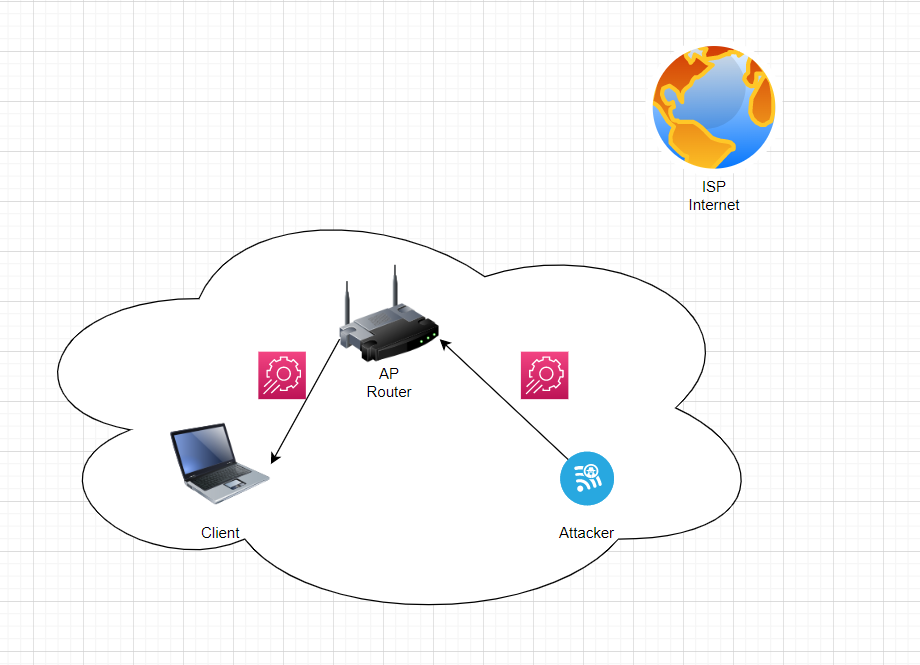 ISP
Internet
AP
Router
Client
Attacker